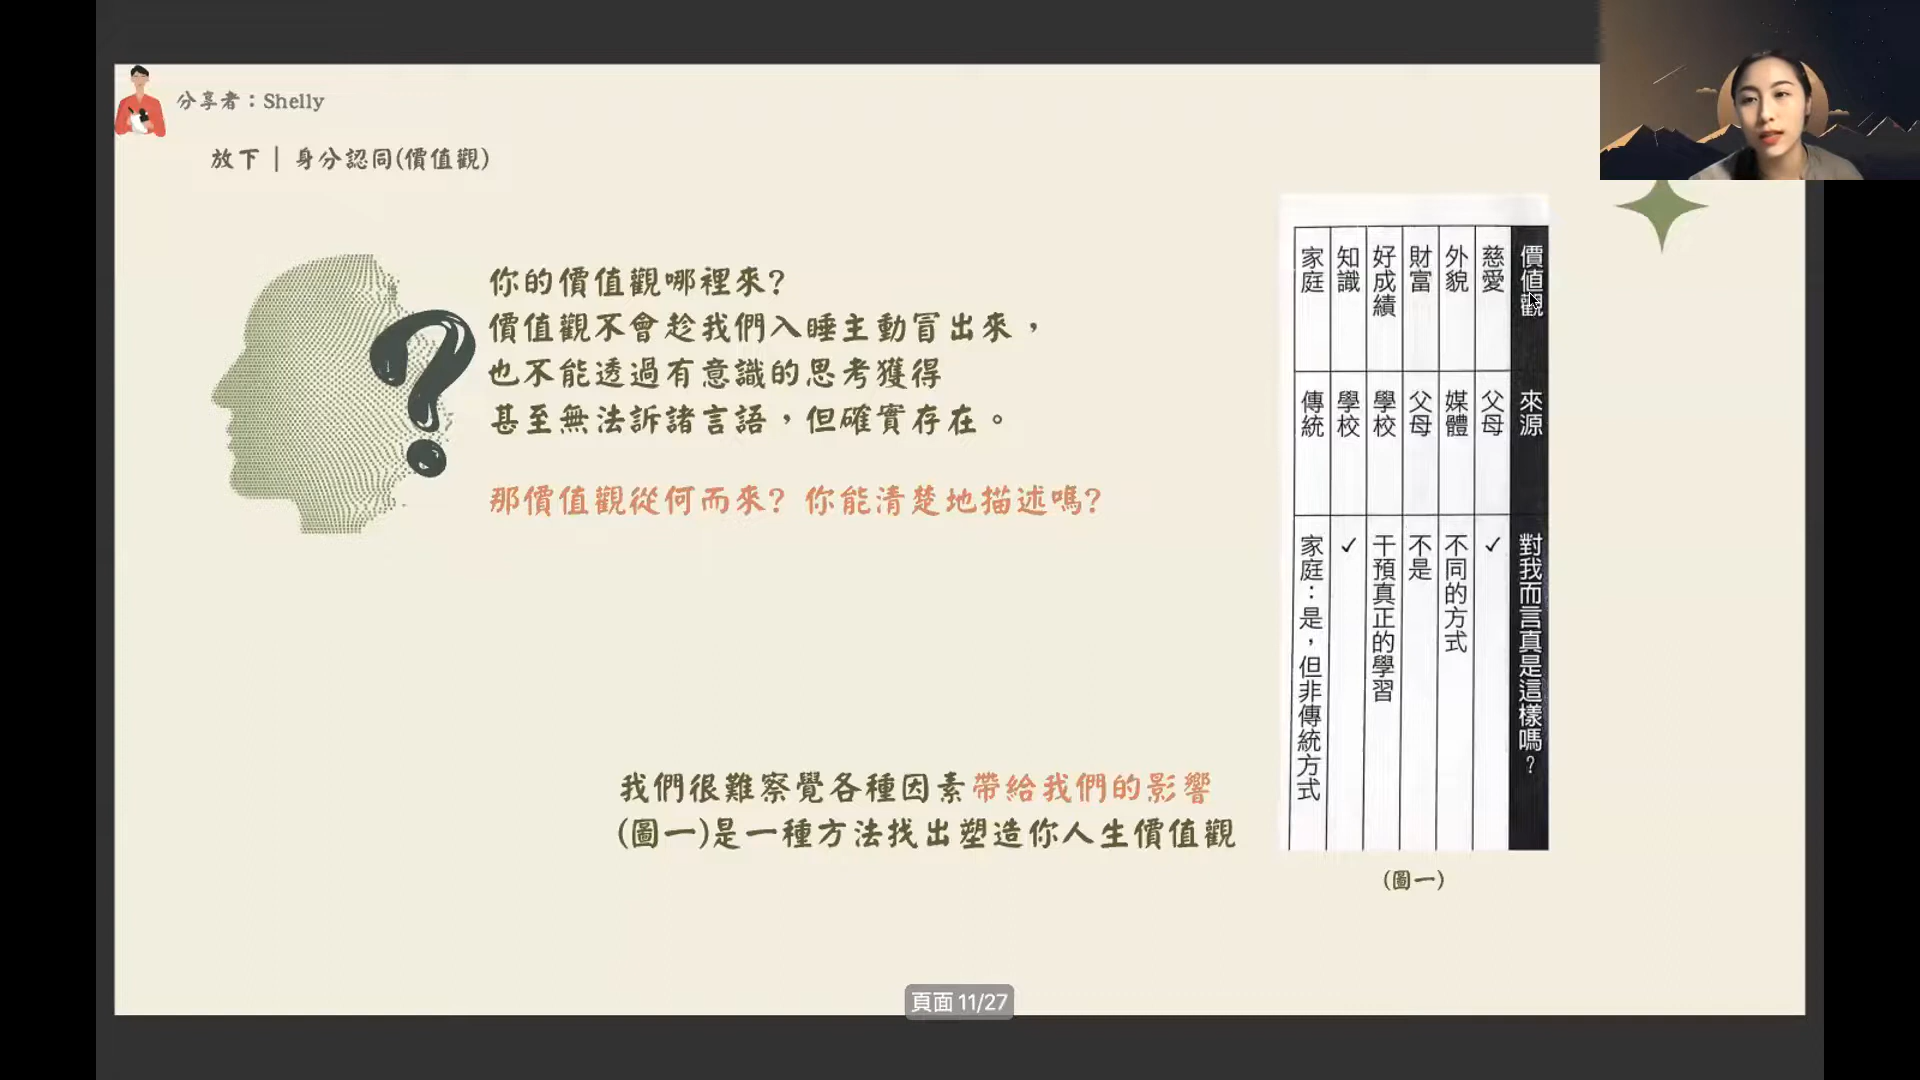 分享者：Shelly
放下｜身分認同(價值觀)
你的價值觀哪裡來?
價值觀不會趁我們入睡主動冒出來，
也不能透過有意識的思考獲得
甚至無法訴諸言語，但確實存在。
那價值觀從何而來? 你能清楚地描述嗎?
我們很難察覺各種因素帶給我們的影響
(圖一)是一種方法找出塑造你人生價值觀
價值觀 來源 對我而言真是這樣嗎？
慈愛 父母 ✓
外貌 媒體 不同的方式
財富 父母 不是
好成績 學校 干預真正的學習
知識 學校 ✓
家庭 傳統 家庭：是，但非傳統方式
(圖一)
頁面 11/27